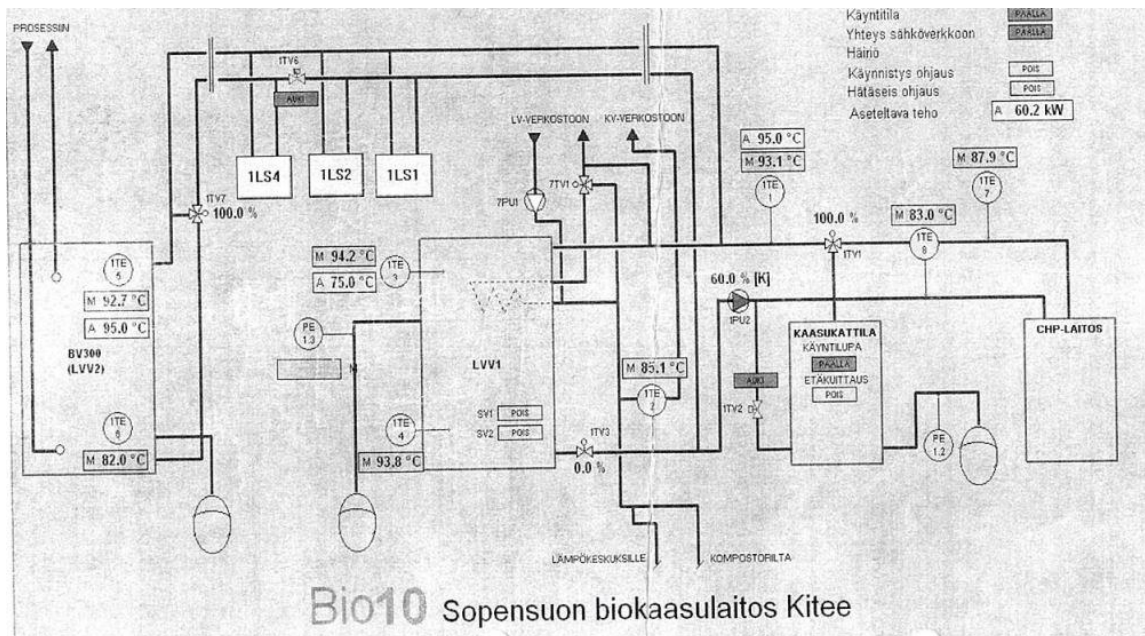 PROSESSIIN
Käyntitila PÄÄLLÄ
Yhteys sähköverkkoon PÄÄLLÄ
Häiriö
Käynnistys ohjaus POIS
Hätäseis ohjaus POIS
Aseteltava teho A 60.2 kW
1TV6
AUKI
LV-VERKOSTOON KV-VERKOSTOON
A 95.0 °C
M 93.1 °C
1TE 1
M 87.9 °C
1TE 7
1LS4 1LS2 1LS1
1TV7
100.0 %
7PU1
7TV1
100.0 %
1TV1
M 83.0 °C
1TE 8
1TE 5
M 92.7 °C
A 95.0 °C
BV300
(LVV2)
1TE 6
M 82.0 °C
M 94.2 °C
A 75.0 °C
1TE 3
PE 1.3
M
LVV1
1TE 4
M 93.8 °C
SV1 POIS
SV2 POIS
1TV3
0.0 %
M 85.1 °C
1TE 2
60.0 % [K]
1PU2
AUKI
1TV2
KAASUKATTILA
KÄYNTILUPA
PÄÄLLÄ
ETÄKUITTAUS
POIS
PE 1.2
CHP-LAITOS
LÄMPÖKESKUKSILLE
KOMPOSTORILTA
Bio10 Sopensuon biokaasulaitos Kitee